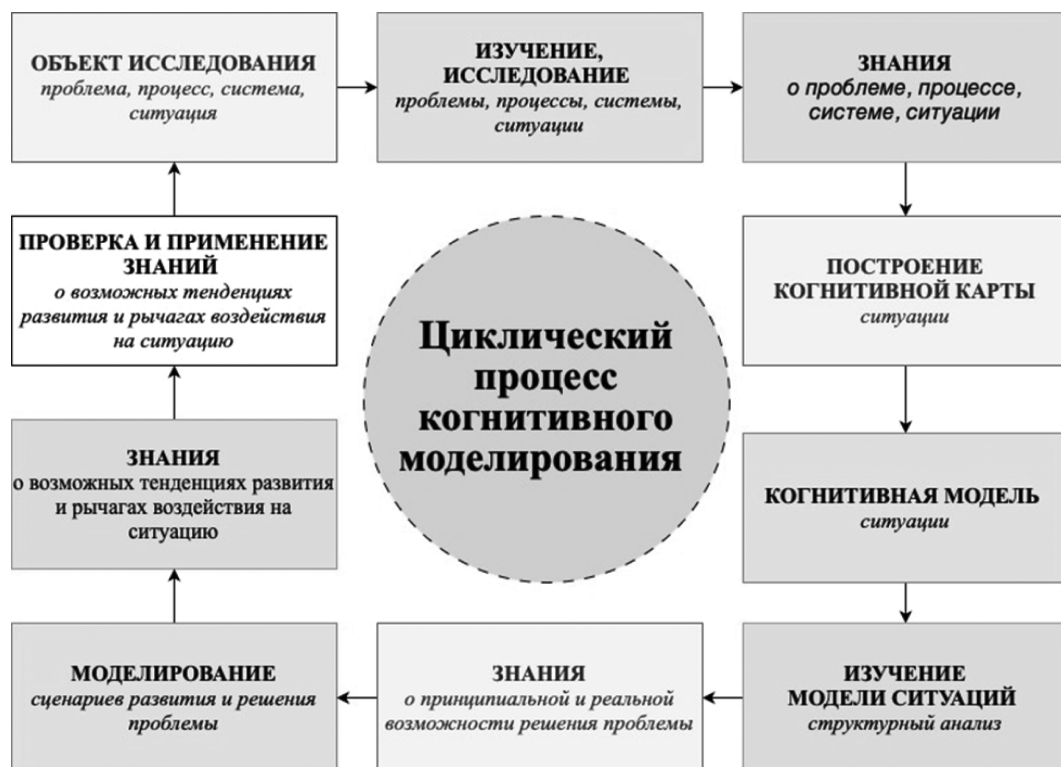 ОБЪЕКТ ИССЛЕДОВАНИЯ
проблема, процесс, система,
ситуация
ИЗУЧЕНИЕ,
ИССЛЕДОВАНИЕ
проблемы, процессы, системы,
ситуации
ЗНАНИЯ
о проблеме, процессе,
системе, ситуации
ПОСТРОЕНИЕ
КОГНИТИВНОЙ КАРТЫ
ситуации
КОГНИТИВНАЯ МОДЕЛЬ
ситуации
ИЗУЧЕНИЕ
МОДЕЛИ СИТУАЦИЙ
структурный анализ
ЗНАНИЯ
о принципиальной и реальной
возможности решения проблемы
МОДЕЛИРОВАНИЕ
сценариев развития и решения
проблемы
ЗНАНИЯ
о возможных тенденциях развития
и рычагах воздействия на
ситуацию
ПРОВЕРКА И ПРИМЕНЕНИЕ
ЗНАНИЙ
о возможных тенденциях
развития и рычагах воздействия
на ситуацию
Циклический
процесс
когнитивного
моделирования